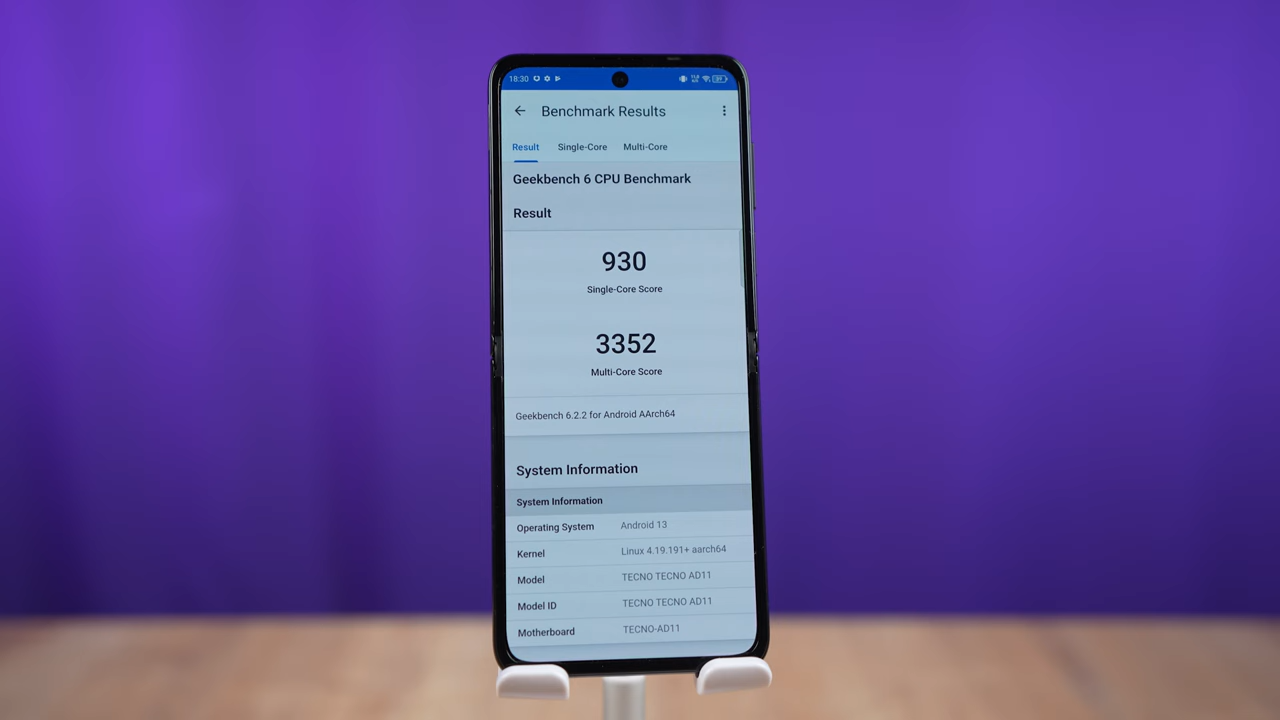 18:30
Benchmark Results
Result Single-Core Multi-Core
Geekbench 6 CPU Benchmark
Result
930
Single-Core Score
3352
Multi-Core Score
Geekbench 6.2.2 for Android AArch64
System Information
System Information
Operating System Android 13
Kernel Linux 4.19.191+ aarch64
Model TECNO TECNO AD11
Model ID TECNO TECNO AD11
Motherboard TECNO-AD11